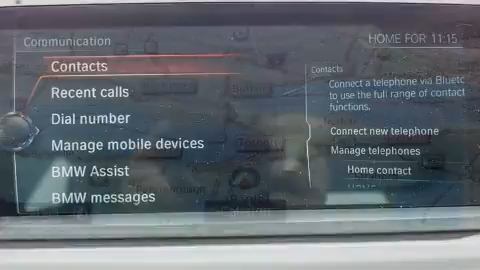 Communication
HOME FOR 11:15
Contacts
Recent calls
Dial number
Manage mobile devices
BMW Assist
BMW messages
Contacts
Connect a telephone via Bluetc
to use the full range of contact
functions.
Connect new telephone
Manage telephones
Home contact